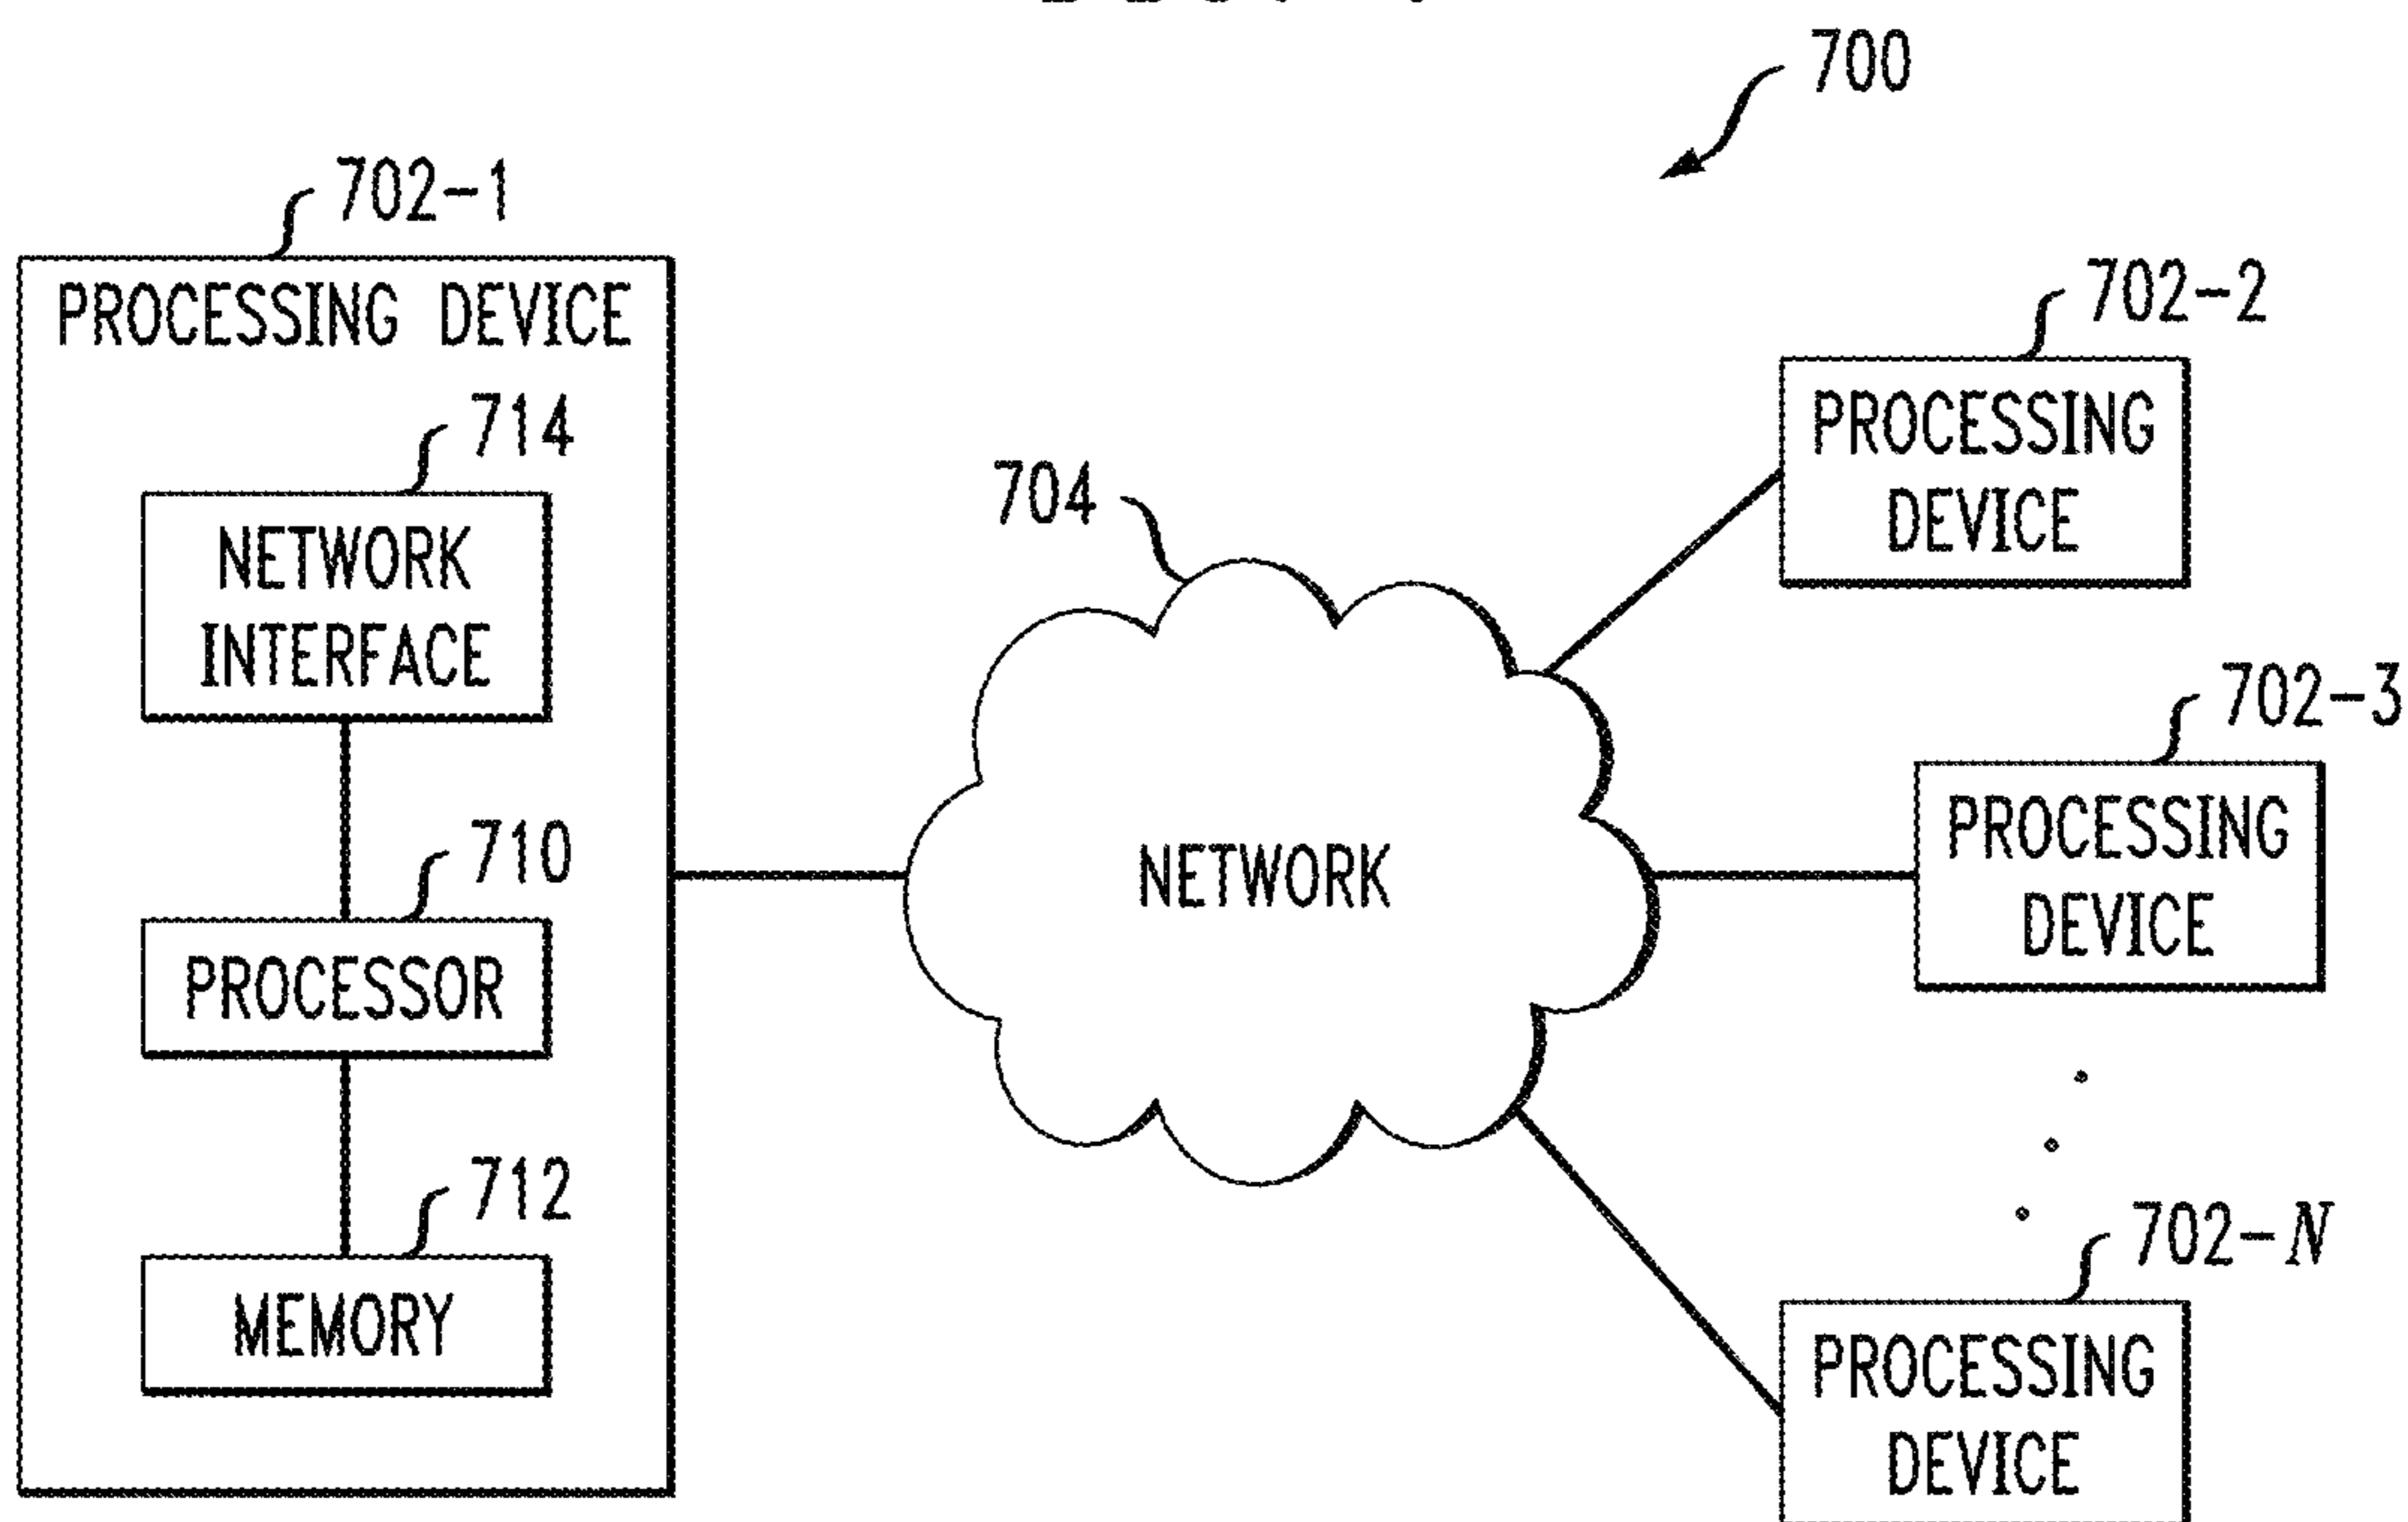 700
702-1
PROCESSING DEVICE
714
NETWORK
INTERFACE
710
PROCESSOR
712
MEMORY
704
NETWORK
702-2
PROCESSING
DEVICE
702-3
PROCESSING
DEVICE
702-N
PROCESSING
DEVICE